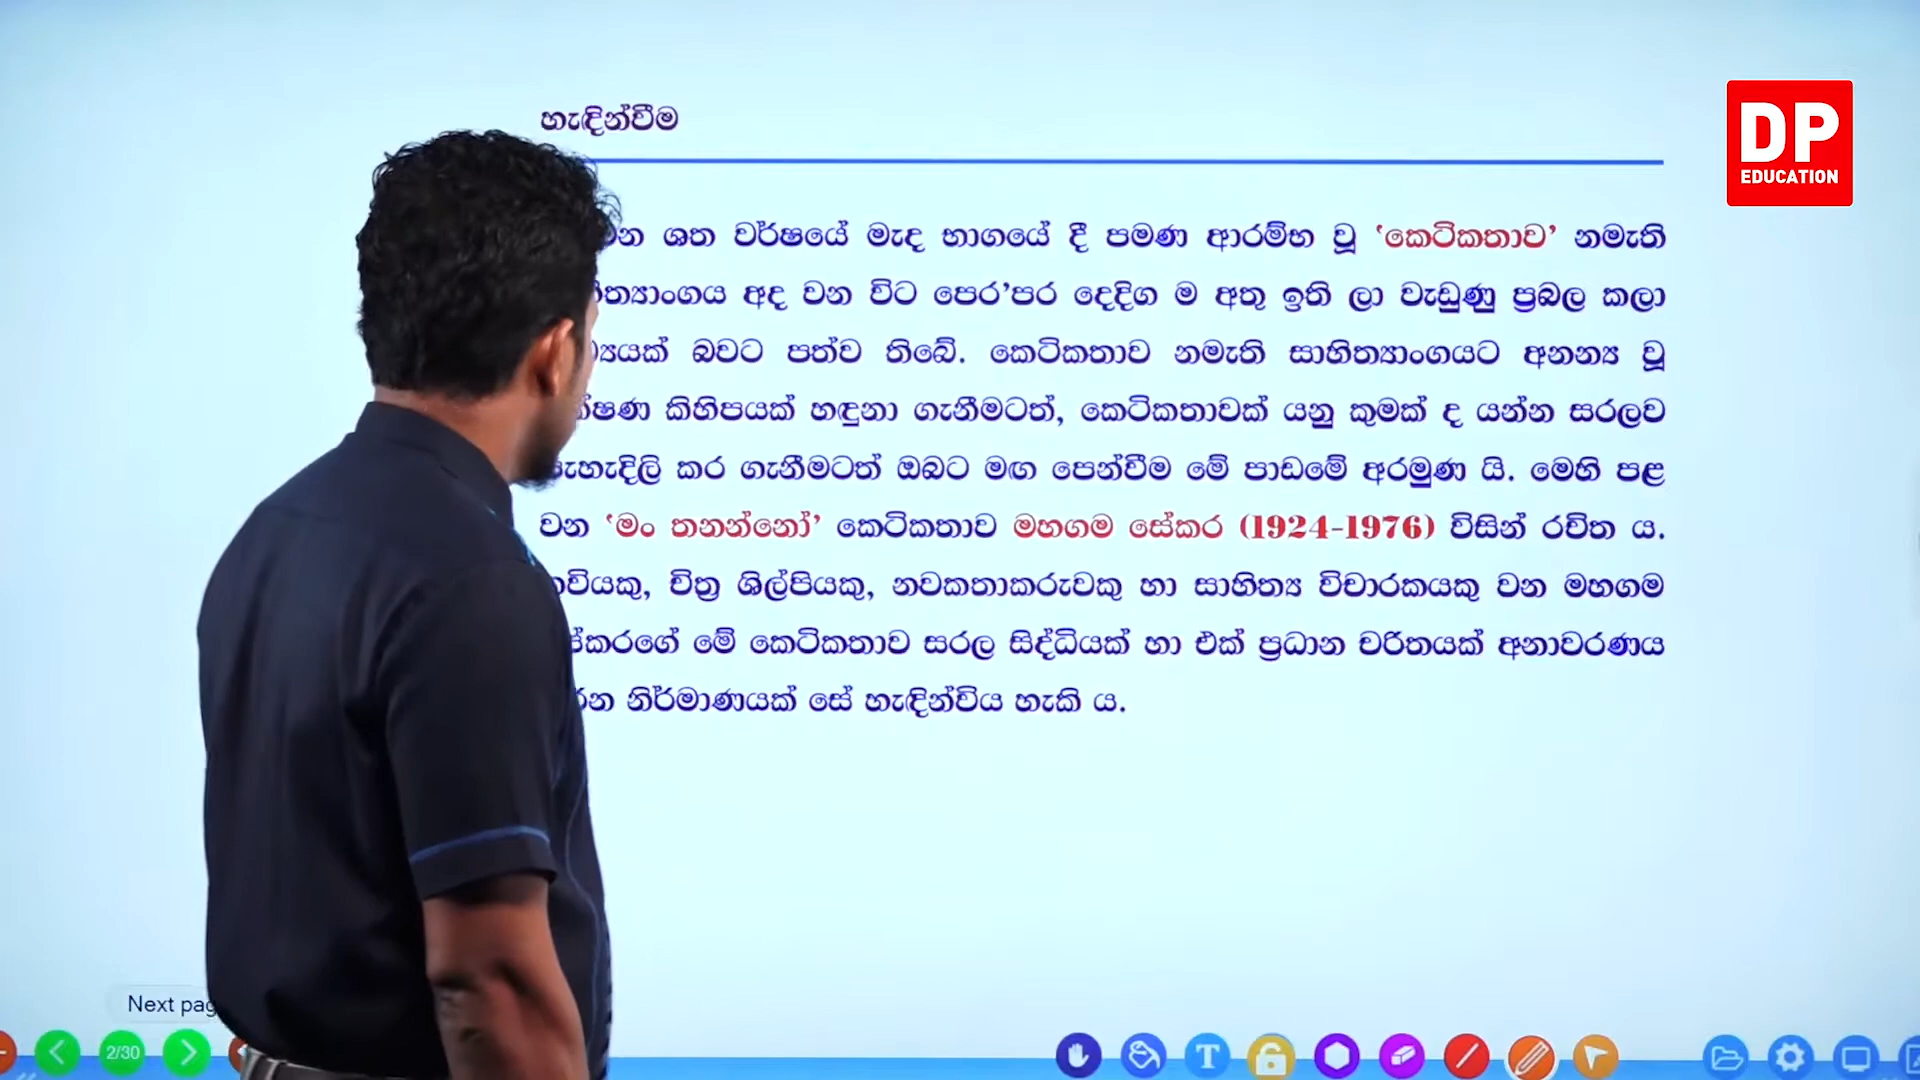 හැඳින්වීම
DP
EDUCATION
ශත වර්ෂයේ මැද භාගයේ දී පමණ ආරම්භ වූ ‘කෙටිකතාව’ නමැති
අද වන විට පෙර’පර දෙදිග ම අතු ඉති ලා වැඩුණු ප්‍රබල කලා
බවට පත්ව තිබේ. කෙටිකතාව නමැති සාහිත්‍යාංගයට අනන්‍ය වූ
කිහිපයක් හඳුනා ගැනීමටත්, කෙටිකතාවක් යනු කුමක් ද යන්න සරලව
කර ගැනීමටත් ඔබට මඟ පෙන්වීම මේ පාඩමේ අරමුණ යි. මෙහි පළ
වන ‘මං තනන්නෝ’ කෙටිකතාව මහගම සේකර (1924-1976) විසින් රචිත ය.
චිත්‍ර ශිල්පියකු, නවකතාකරුවකු හා සාහිත්‍ය විචාරකයකු වන මහගම
මේ කෙටිකතාව සරල සිද්ධියක් හා එක් ප්‍රධාන චරිතයක් අනාවරණය
නිර්මාණයක් සේ හැඳින්විය හැකි ය.
Next
2/30
T